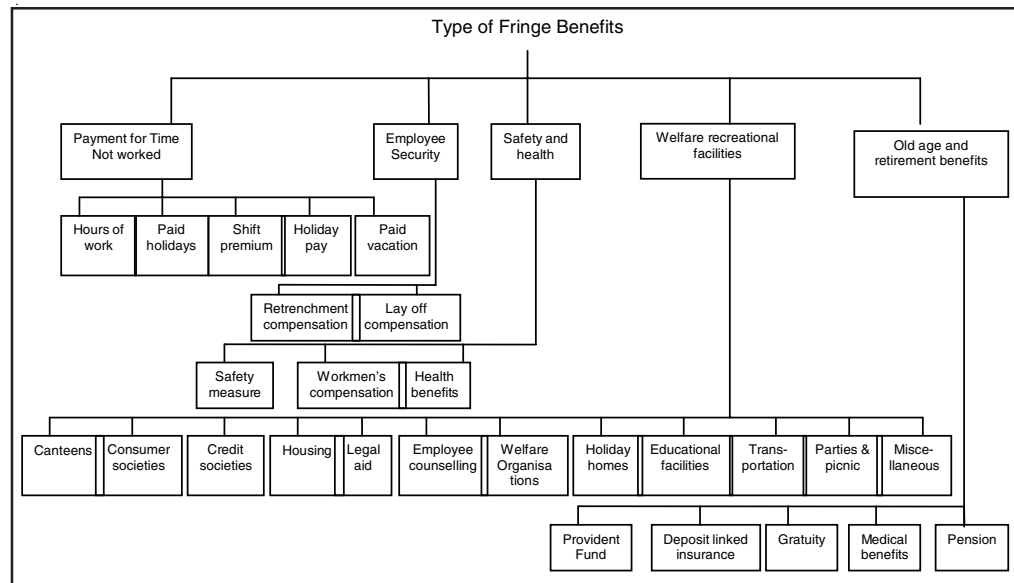 Type of Fringe Benefits
Payment for Time
Not worked
Employee
Security
Safety and
health
Welfare recreational
facilities
Old age and
retirement benefits
Hours of
work
Paid
holidays
Shift
premium
Holiday
pay
Paid
vacation
Retrenchment
compensation
Lay off
compensation
Safety
measure
Workmen's
compensation
Health
benefits
Canteens
Consumer
societies
Credit
societies
Housing
Legal
aid
Employee
counselling
Welfare
Organisa
tions
Holiday
homes
Educational
facilities
Trans-
portation
Parties &
picnic
Misce-
llaneous
Provident
Fund
Deposit linked
insurance
Gratuity
Medical
benefits
Pension